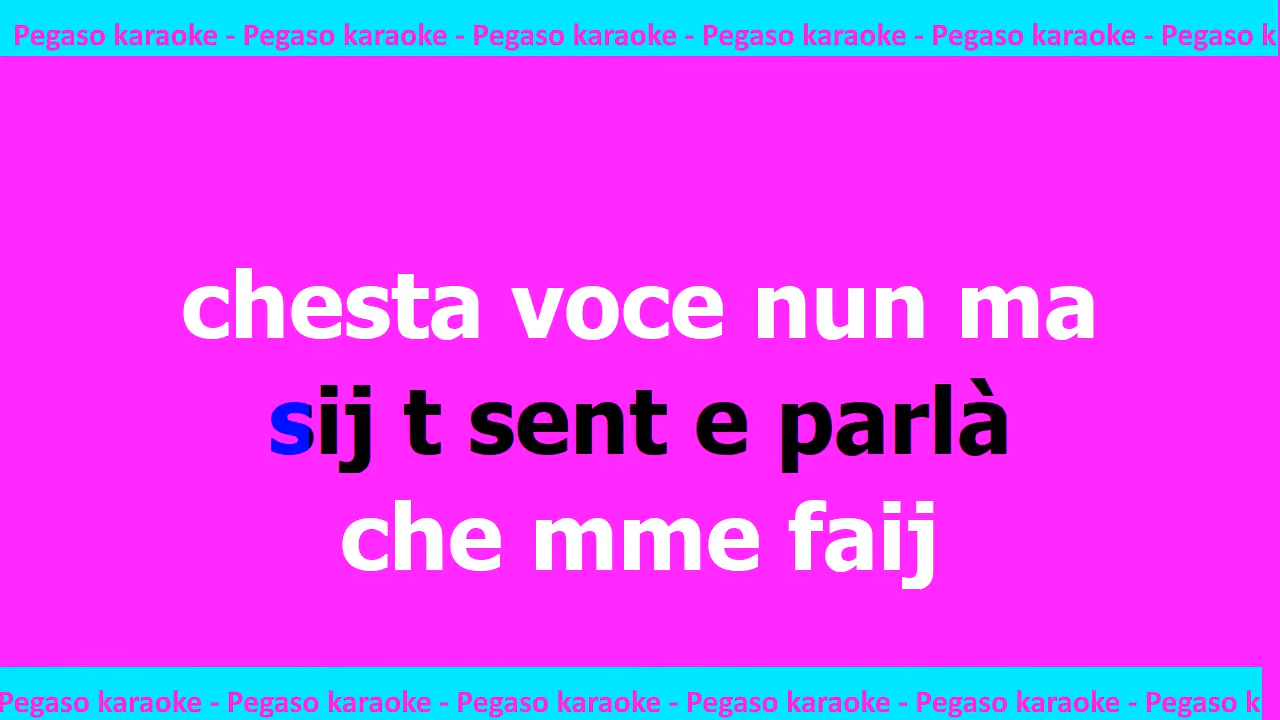 Pegaso karaoke - Pegaso karaoke - Pegaso karaoke - Pegaso karaoke - Pegaso karaoke - Pegaso k
chesta voce nun ma
sij t sent e parlà
che mme faij
Pegaso karaoke - Pegaso karaoke - Pegaso karaoke - Pegaso karaoke - Pegaso karaoke - Pegaso k